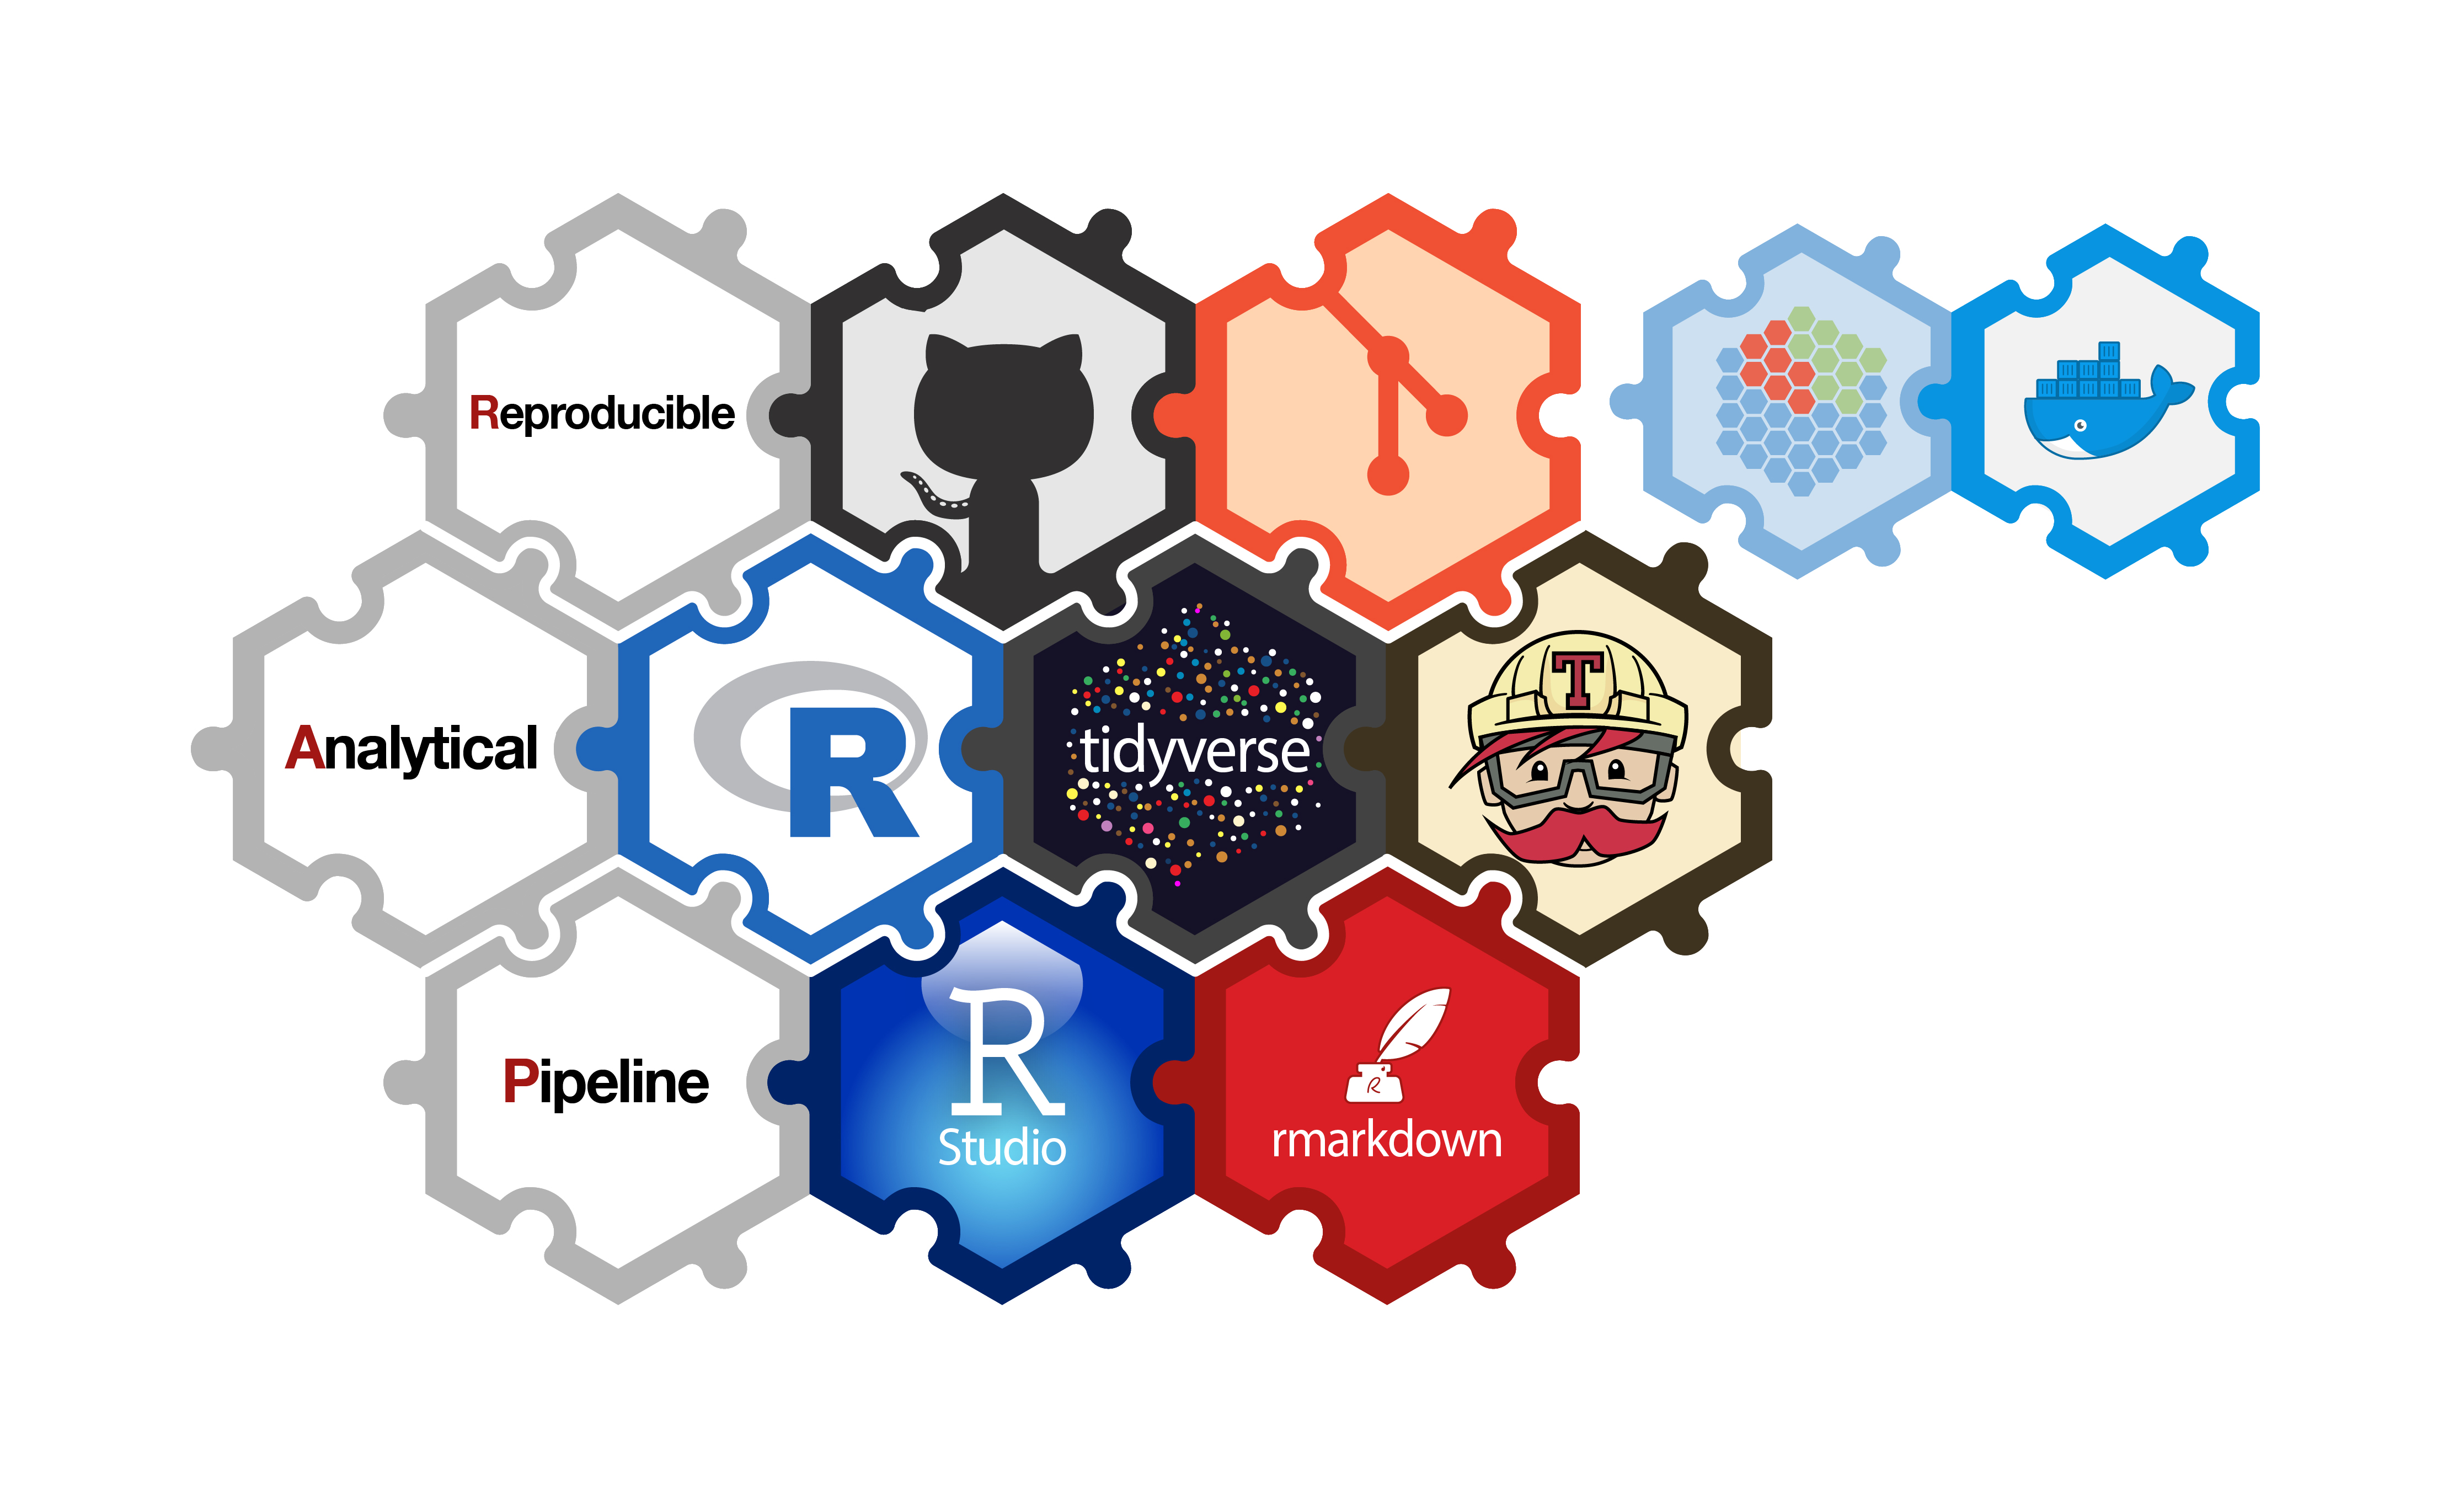 Reproducible
Analytical
R
tidyverse
T
Pipeline
R
Studio
R
rmarkdown